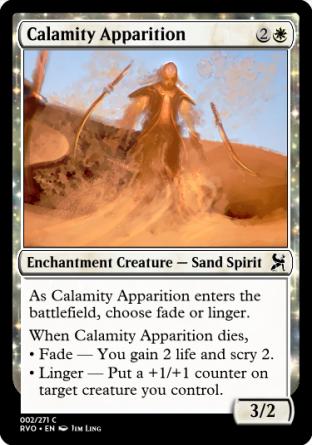 Calamity Apparition 2
Enchantment Creature — Sand Spirit
As Calamity Apparition enters the
battlefield, choose fade or linger.
When Calamity Apparition dies,
• Fade — You gain 2 life and scry 2.
• Linger — Put a +1/+1 counter on
target creature you control.
3/2
002/271 C
RVO • EN Jim Ling